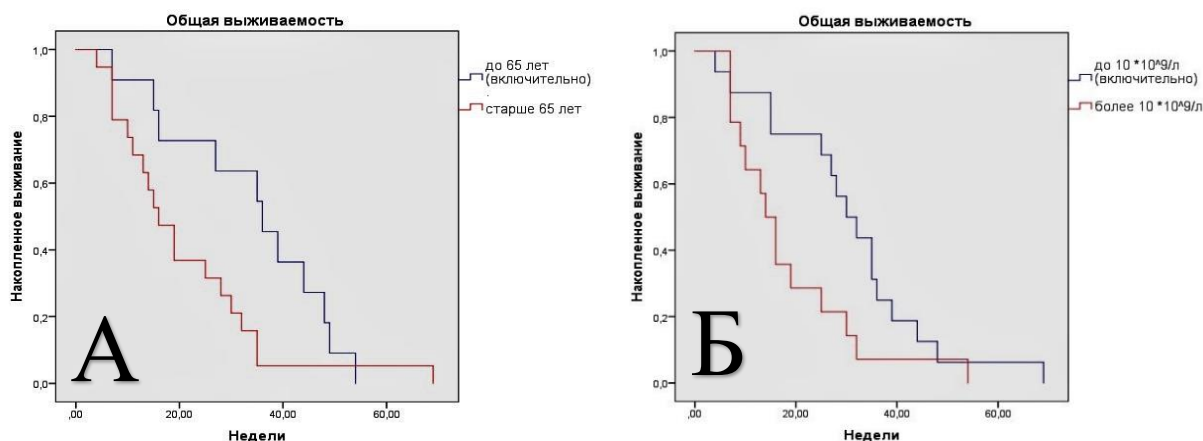 Общая выживаемость
1,0
0,8
0,6
0,4
0,2
0,0
Накопленное выживание
,00
20,00
40,00
60,00
Недели
до 65 лет
(включительно)
старше 65 лет
А
Общая выживаемость
1,0
0,8
0,6
0,4
0,2
0,0
Накопленное выживание
,00
20,00
40,00
60,00
Недели
до 10 *10^9/л
(включительно)
более 10 *10^9/л
Б